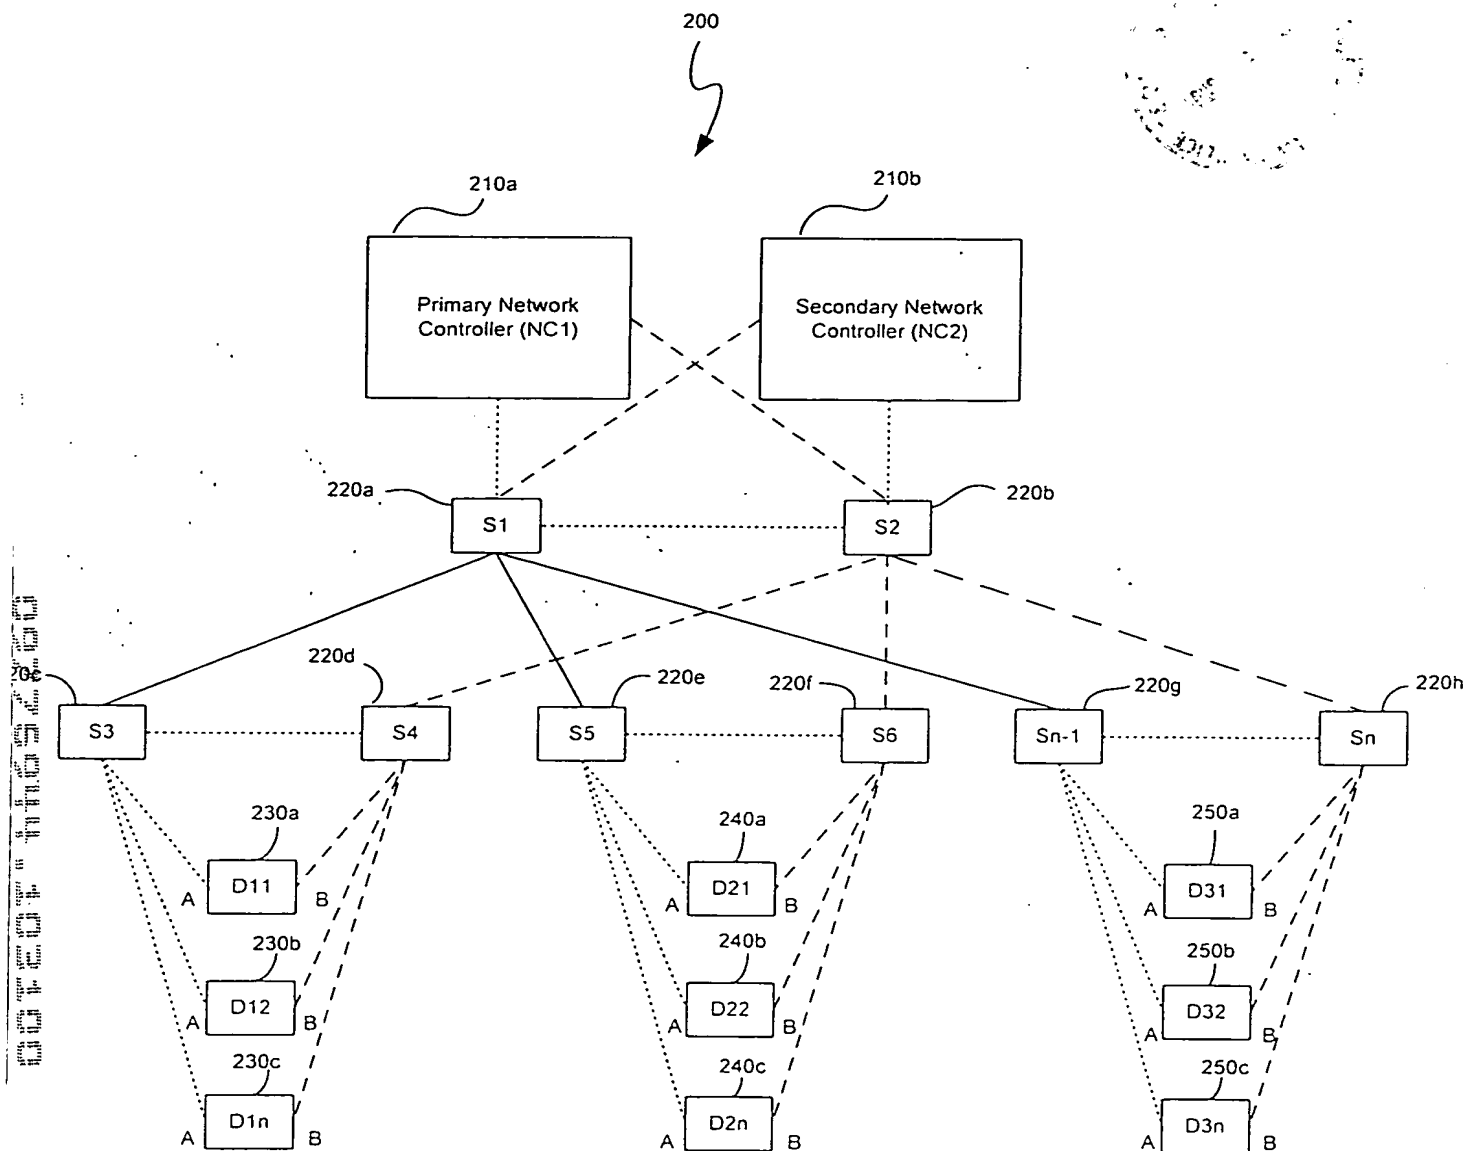 200
210a
210b
Primary Network
Controller (NC1)
Secondary Network
Controller (NC2)
220a
220b
S1
S2
20c
220d
220e
220f
220g
220h
S3
S4
S5
S6
Sn-1
Sn
230a
240a
250a
D11
D21
D31
A
B
A
B
A
B
230b
240b
250b
D12
D22
D32
A
B
A
B
A
B
230c
240c
250c
D1n
D2n
D3n
A
B
A
B
A
B